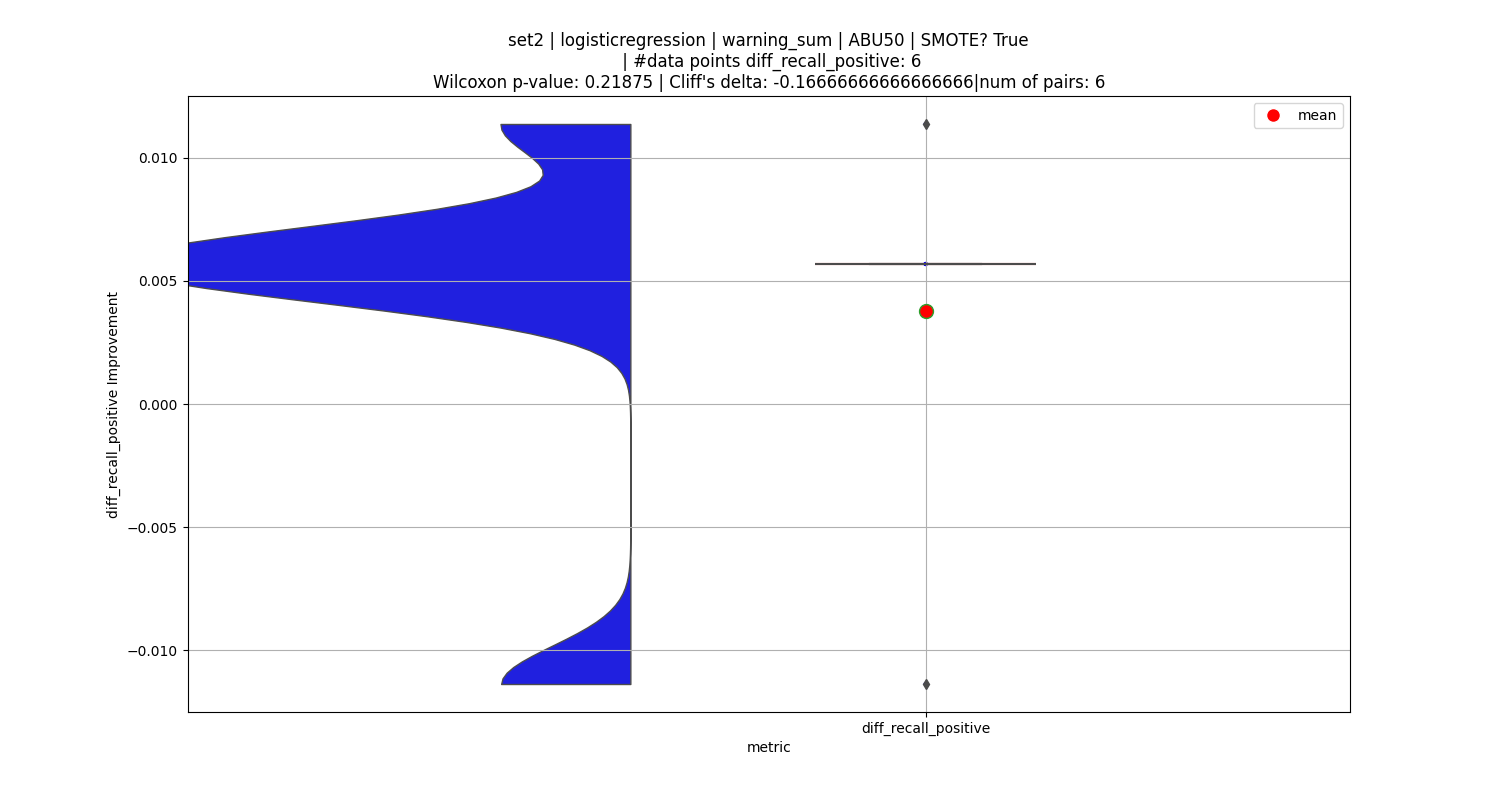 set2 | logisticregression | warning_sum | ABU50 | SMOTE? True
| #data points diff_recall_positive: 6
Wilcoxon p-value: 0.21875 | Cliff's delta: -0.16666666666666666|num of pairs: 6
mean
0.010
0.005
0.000
−0.005
−0.010
diff_recall_positive Improvement
diff_recall_positive
metric